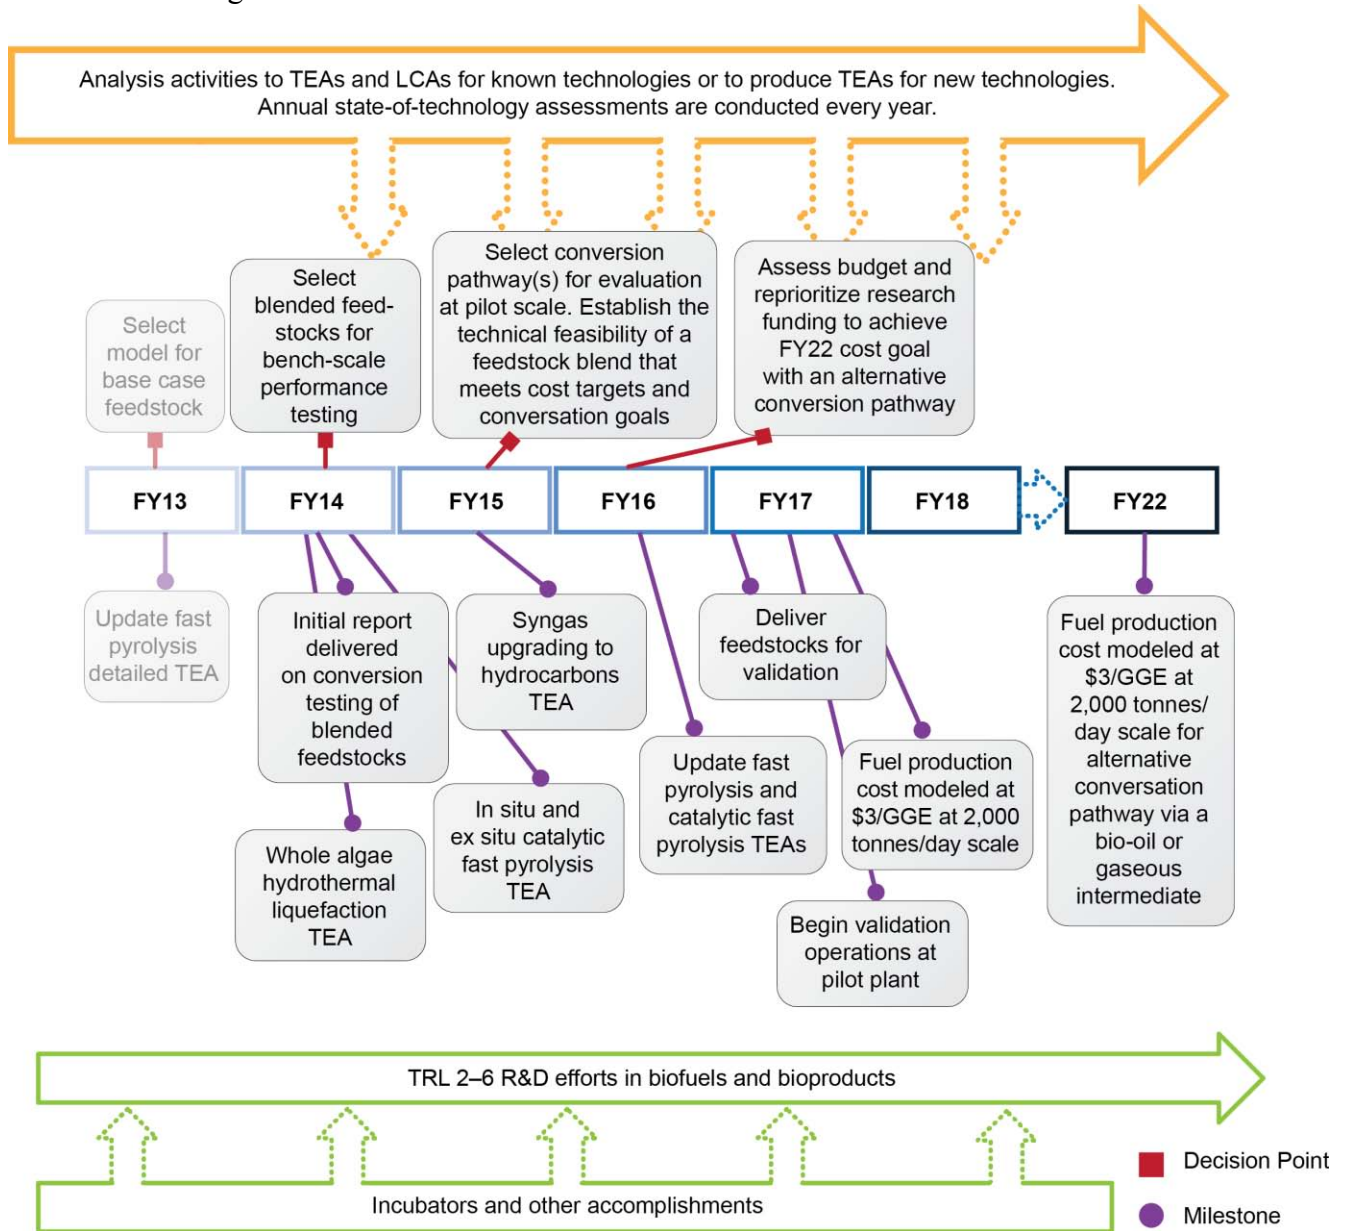 Analysis activities to TEAs and LCAs for known technologies or to produce TEAs for new technologies.
Annual state-of-technology assessments are conducted every year.
Select
model for
base case
feedstock
Select
blended feed-
stocks for
bench-scale
performance
testing
Select conversion
pathway(s) for evaluation
at pilot scale. Establish the
technical feasibility of a
feedstock blend that
meets cost targets and
conversation goals
Assess budget and
reprioritize research
funding to achieve
FY22 cost goal
with an alternative
conversion pathway
FY13
FY14
FY15
FY16
FY17
FY18
FY22
Update fast
pyrolysis
detailed TEA
Initial report
delivered
on conversion
testing of
blended
feedstocks
Whole algae
hydrothermal
liquefaction
TEA
Syngas
upgrading to
hydrocarbons
TEA
In situ and
ex situ catalytic
fast pyrolysis
TEA
Update fast
pyrolysis and
catalytic fast
pyrolysis TEAs
Deliver
feedstocks for
validation
Fuel production
cost modeled at
$3/GGE at 2,000
tonnes/day scale
Begin validation
operations at
pilot plant
Fuel production
cost modeled at
$3/GGE at
2,000 tonnes/
day scale for
alternative
conversation
pathway via a
bio-oil or
gaseous
intermediate
TRL 2–6 R&D efforts in biofuels and bioproducts
Incubators and other accomplishments
Decision Point
Milestone